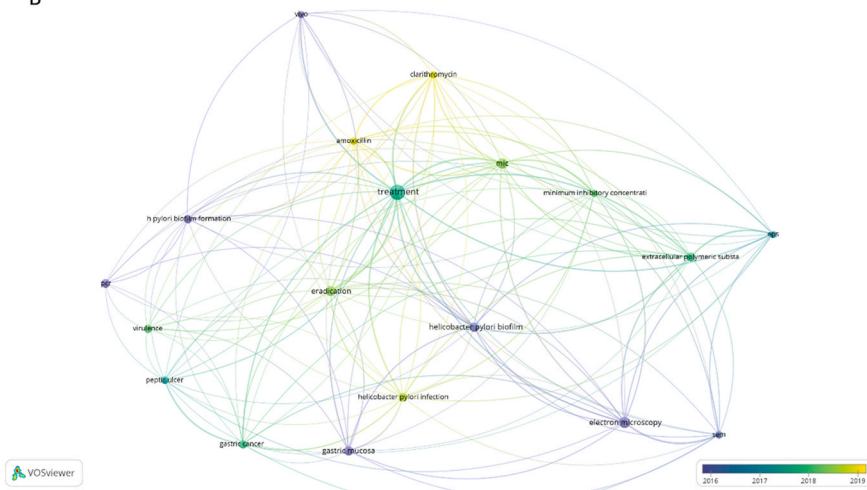 vivo
clarithromycin
amoxicillin
mic
treatment
minimum inhibitory concentrati
h pylori biofilm formation
eps
extracellular polymeric substa
pcr
eradication
helicobacter pylori biofilm
virulence
peptic ulcer
helicobacter pylori infection
electron microscopy
sem
gastric cancer
gastric mucosa
VOSviewer
2016 2017 2018 2019